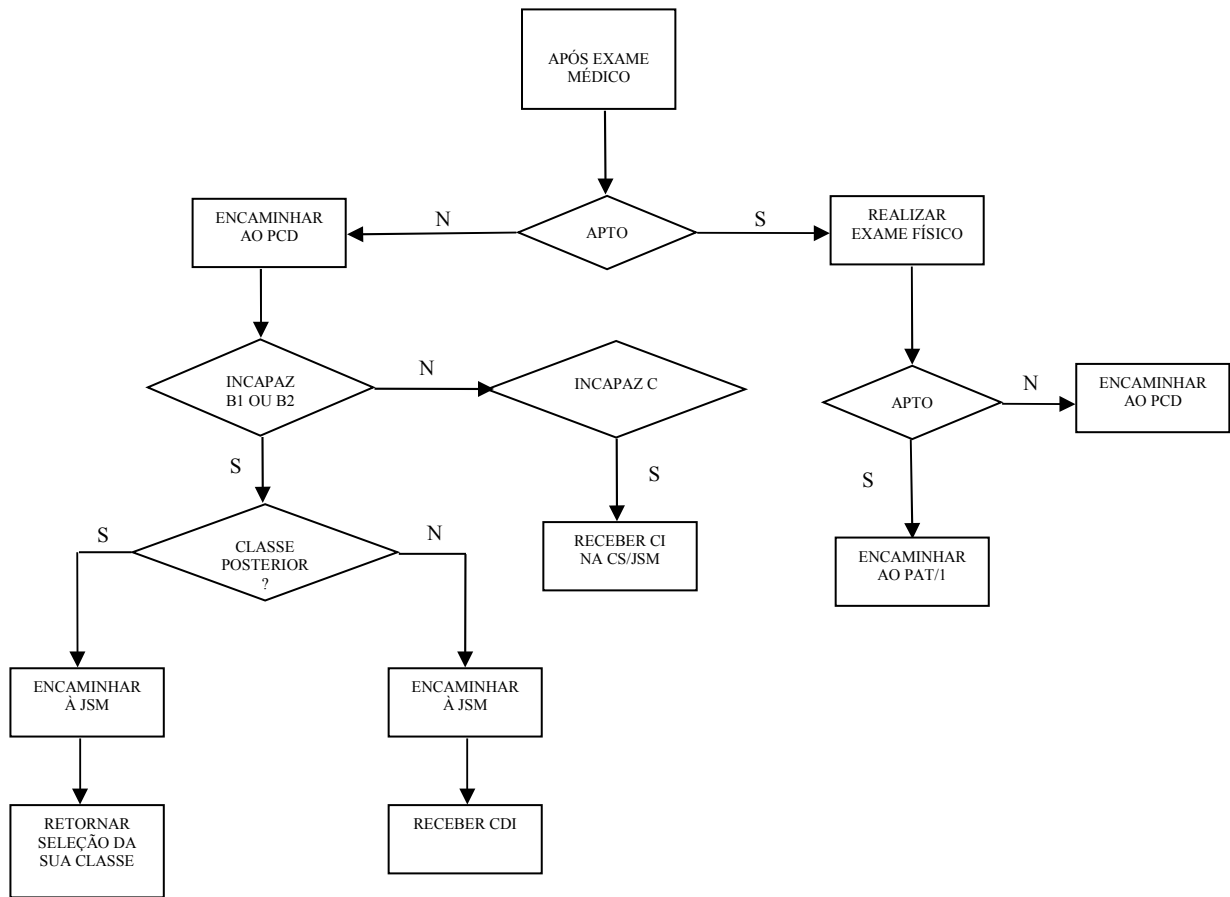 APÓS EXAME
MÉDICO
ENCAMINHAR
AO PCD
N
APTO
S
REALIZAR
EXAME FÍSICO
INCAPAZ
B1 OU B2
N
INCAPAZ C
APTO
N
ENCAMINHAR
AO PCD
S
S
S
S
CLASSE
POSTERIOR
?
N
RECEBER CI
NA CS/JSM
ENCAMINHAR
AO PAT/1
ENCAMINHAR
À JSM
ENCAMINHAR
À JSM
RETORNAR
SELEÇÃO DA
SUA CLASSE
RECEBER CDI